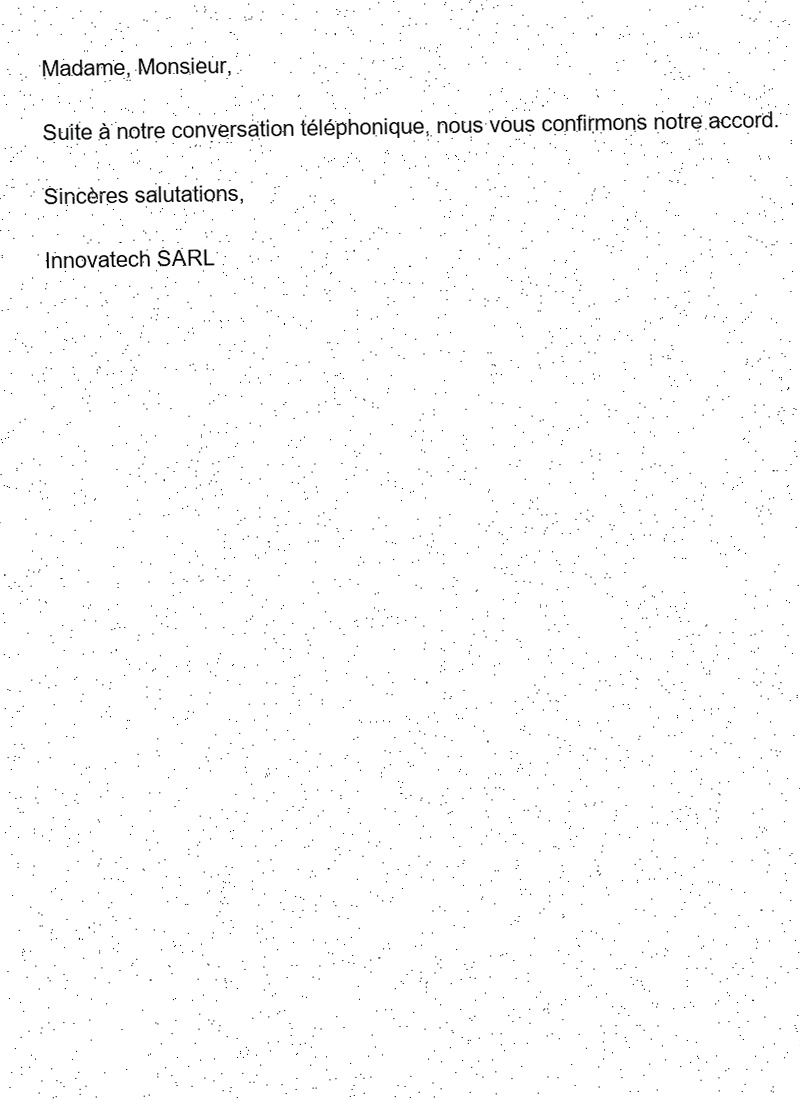 Madame, Monsieur,
Suite à notre conversation téléphonique, nous vous confirmons notre accord.
Sincères salutations,
Innovatech SARL